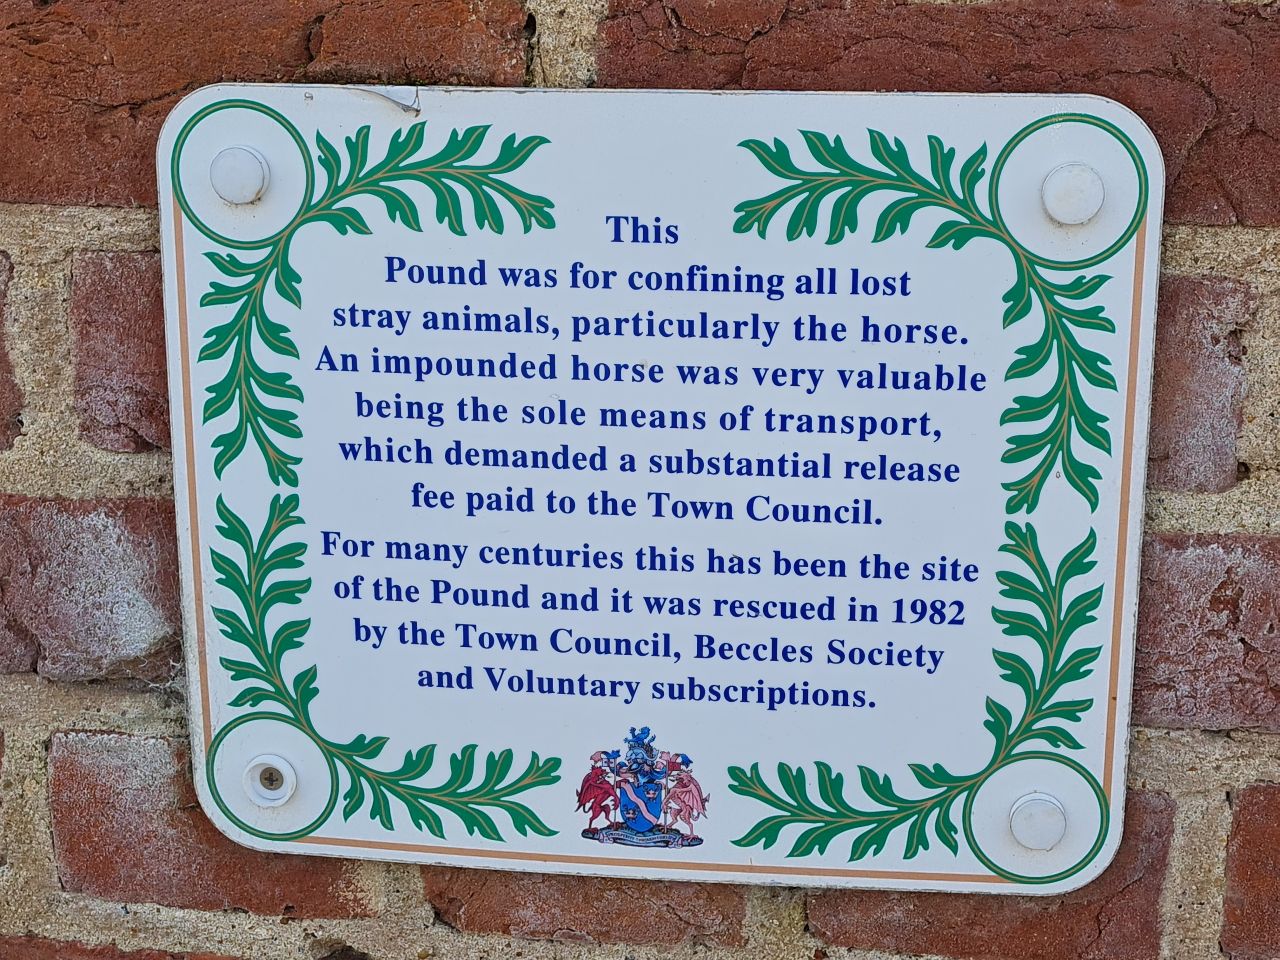 This
Pound was for confining all lost
stray animals, particularly the horse.
An impounded horse was very valuable
being the sole means of transport,
which demanded a substantial release
fee paid to the Town Council.
For many centuries this has been the site
of the Pound and it was rescued in 1982
by the Town Council, Beccles Society
and Voluntary subscriptions.